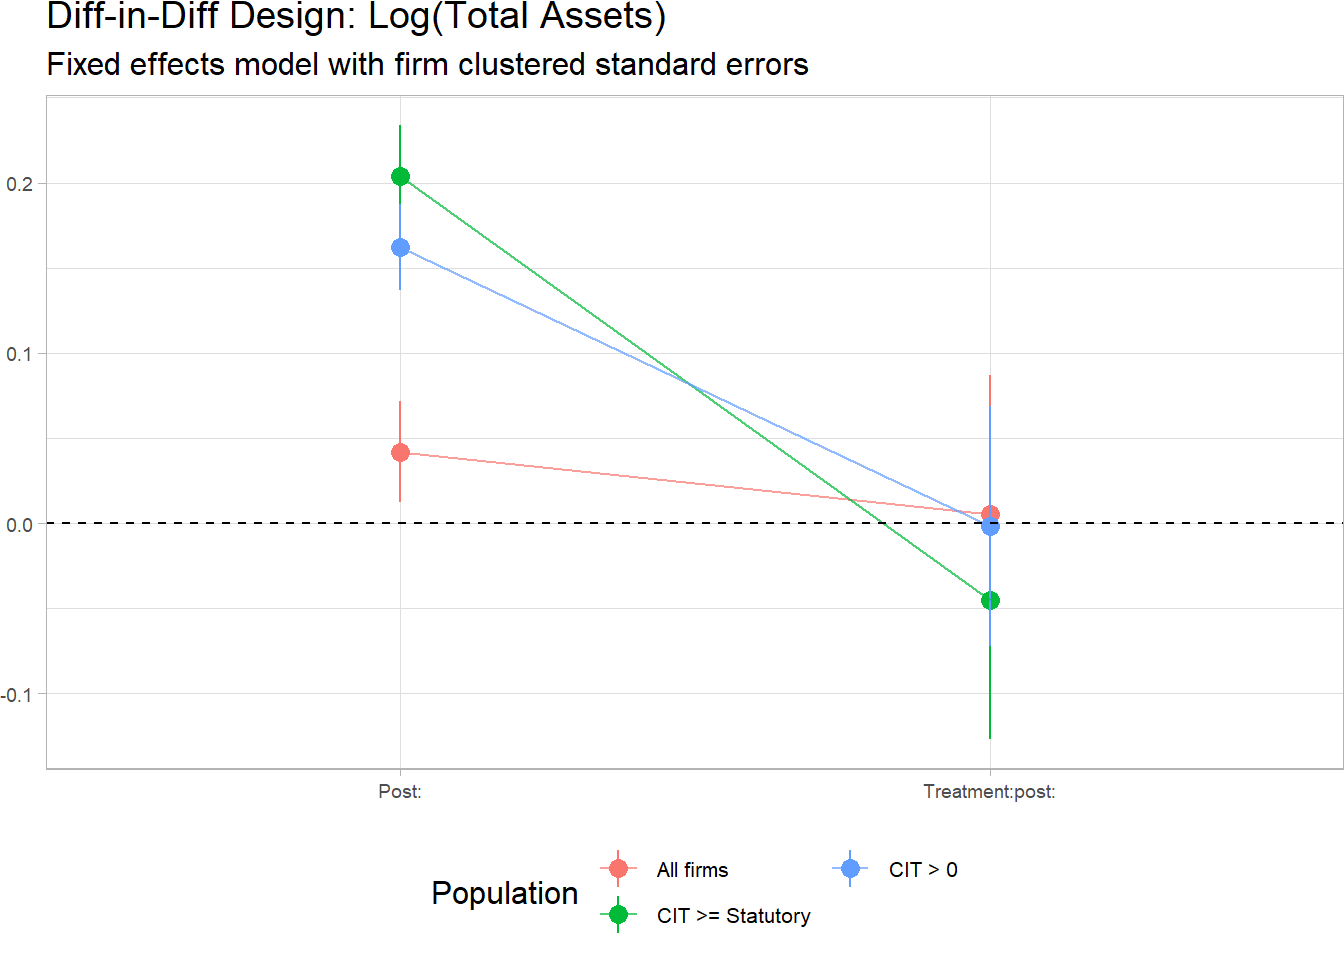 Diff-in-Diff Design: Log(Total Assets)
Fixed effects model with firm clustered standard errors
0.2
0.1
0.0
-0.1
Post:
Treatment:post:
Population
All firms
CIT > 0
CIT >= Statutory